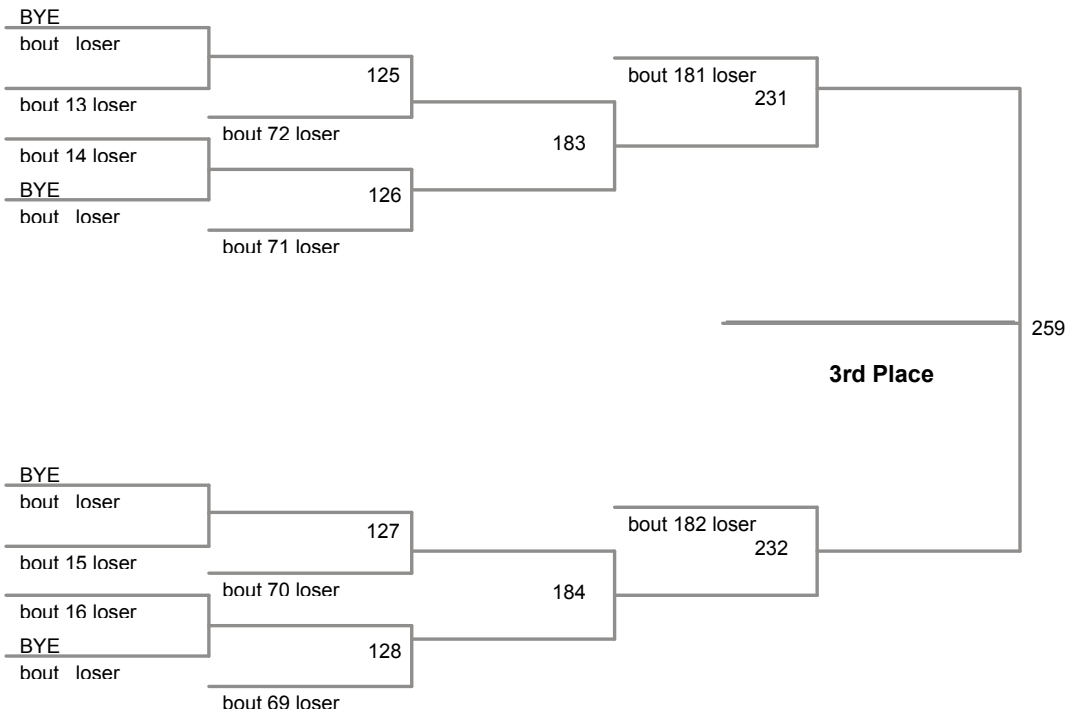 BYE
bout loser
125
bout 181 loser
231
bout 13 loser
bout 72 loser
183
bout 14 loser
BYE
126
bout loser
bout 71 loser
259
3rd Place
BYE
bout loser
127
bout 182 loser
232
bout 15 loser
bout 70 loser
184
bout 16 loser
BYE
128
bout loser
bout 69 loser